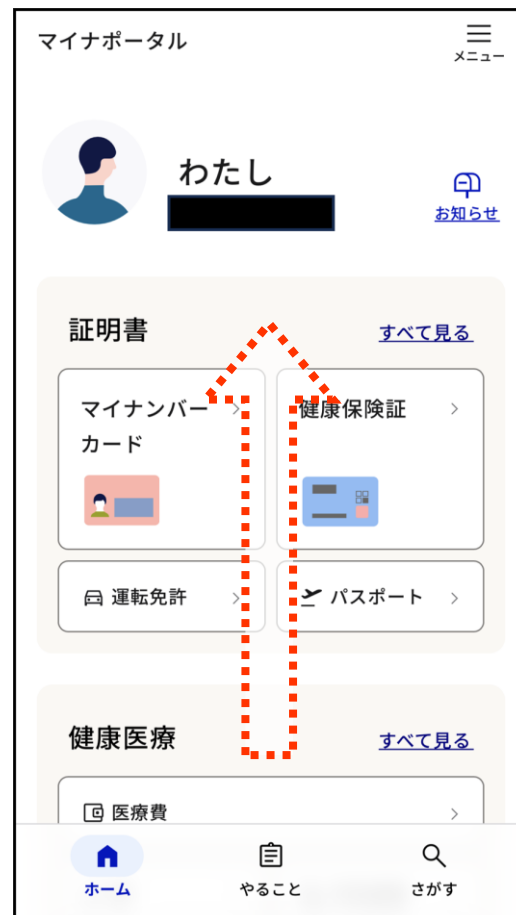 マイナポータル
メニュー
わたし
お知らせ
証明書
すべて見る
マイナンバー
カード
健康保険証
運転免許
パスポート
健康医療
すべて見る
医療費
ホーム
やること
さがす